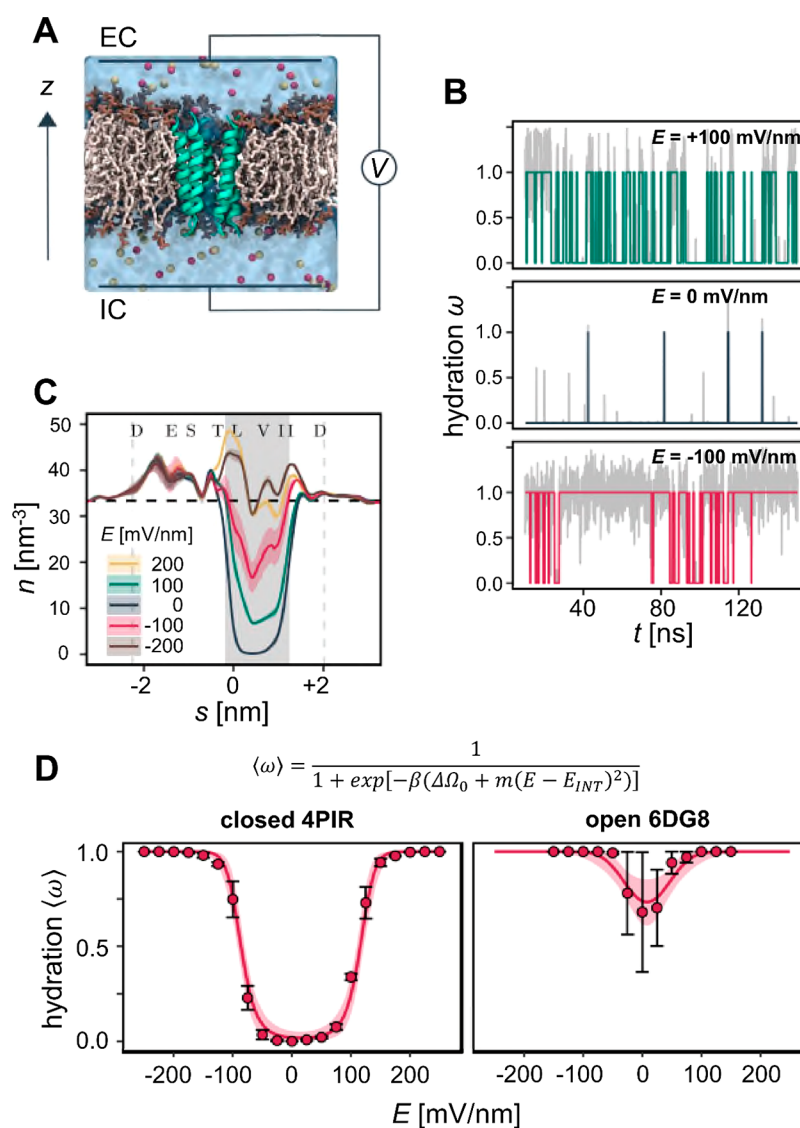 A
EC
z
V
IC
B
hydration ω
E = +100 mV/nm
1.0
0.5
0.0
E = 0 mV/nm
1.0
0.5
0.0
E = -100 mV/nm
1.0
0.5
0.0
40 80 120
t [ns]
C
n [nm-3]
50
40
30
20
10
0
D E S T L V II D
E [mV/nm]
200
100
0
-100
-200
-2 0 +2
s [nm]
D
⟨ω⟩ = 1 / 1 + exp[−β(ΔΩ0 + m(E − EINT)2)]
closed 4PIR open 6DG8
hydration ⟨ω⟩
1.0
0.5
0.0
-200 -100 0 100 200 -200 -100 0 100 200
E [mV/nm]